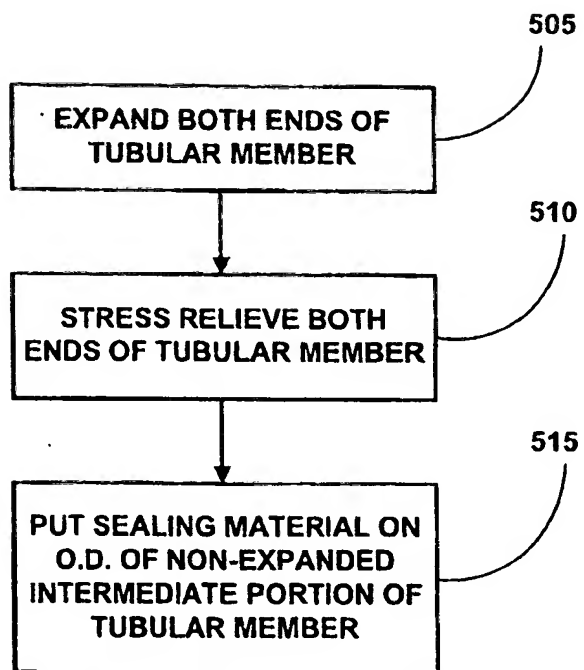 505
EXPAND BOTH ENDS OF
TUBULAR MEMBER
510
STRESS RELIEVE BOTH
ENDS OF TUBULAR MEMBER
515
PUT SEALING MATERIAL ON
O.D. OF NON-EXPANDED
INTERMEDIATE PORTION OF
TUBULAR MEMBER